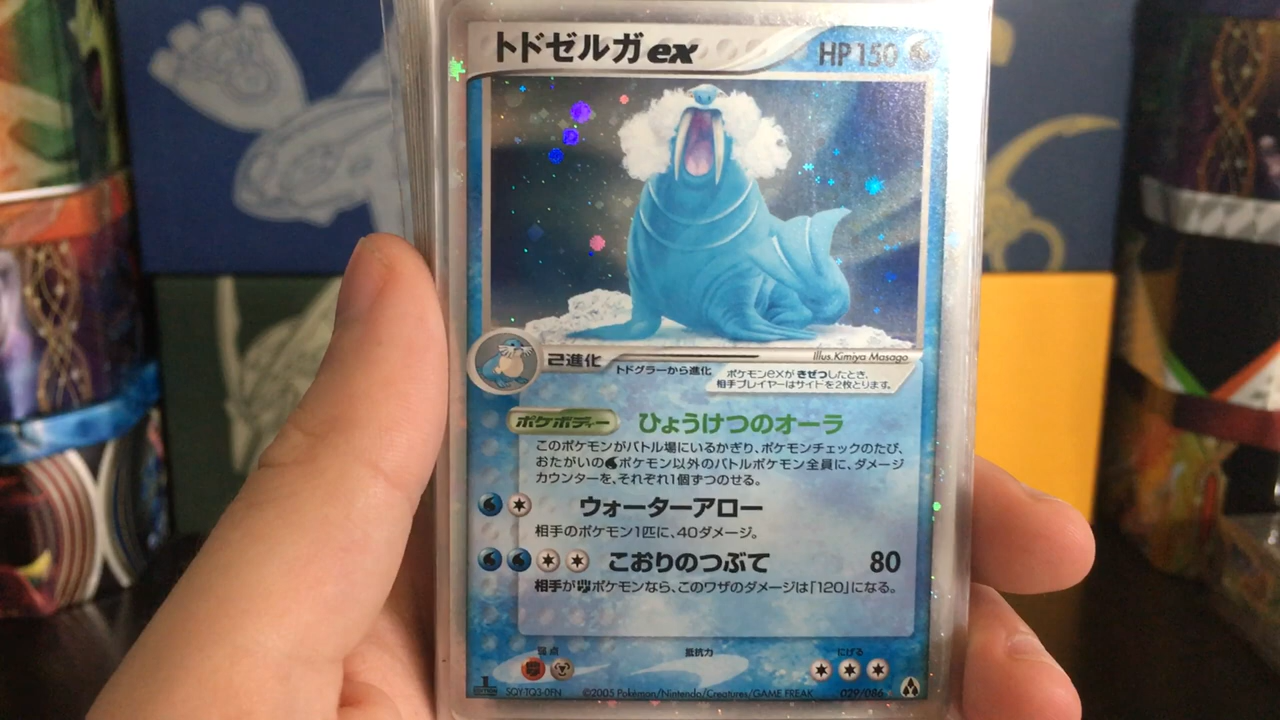 トドゼルガex HP150
2進化
トドグラーから進化
Illus.Kimiya Masago
ポケモンexが きぜつしたとき、
相手プレイヤーはサイドを2枚とります。
ポケボディー ひょうけつのオーラ
このポケモンがバトル場にいるかぎり、ポケモンチェックのたび、
おたがいの ポケモン以外のバトルポケモン全員に、ダメージ
カウンターを、それぞれ1個ずつのせる。
ウォーターアロー
相手のポケモン1匹に、40ダメージ。
こおりのつぶて 80
相手が ポケモンなら、このワザのダメージは「120」になる。
弱点 抵抗力 にげる
1 EDITION SQY-TQ3-0FN ©2005 Pokémon/Nintendo/Creatures/GAME FREAK 029/086